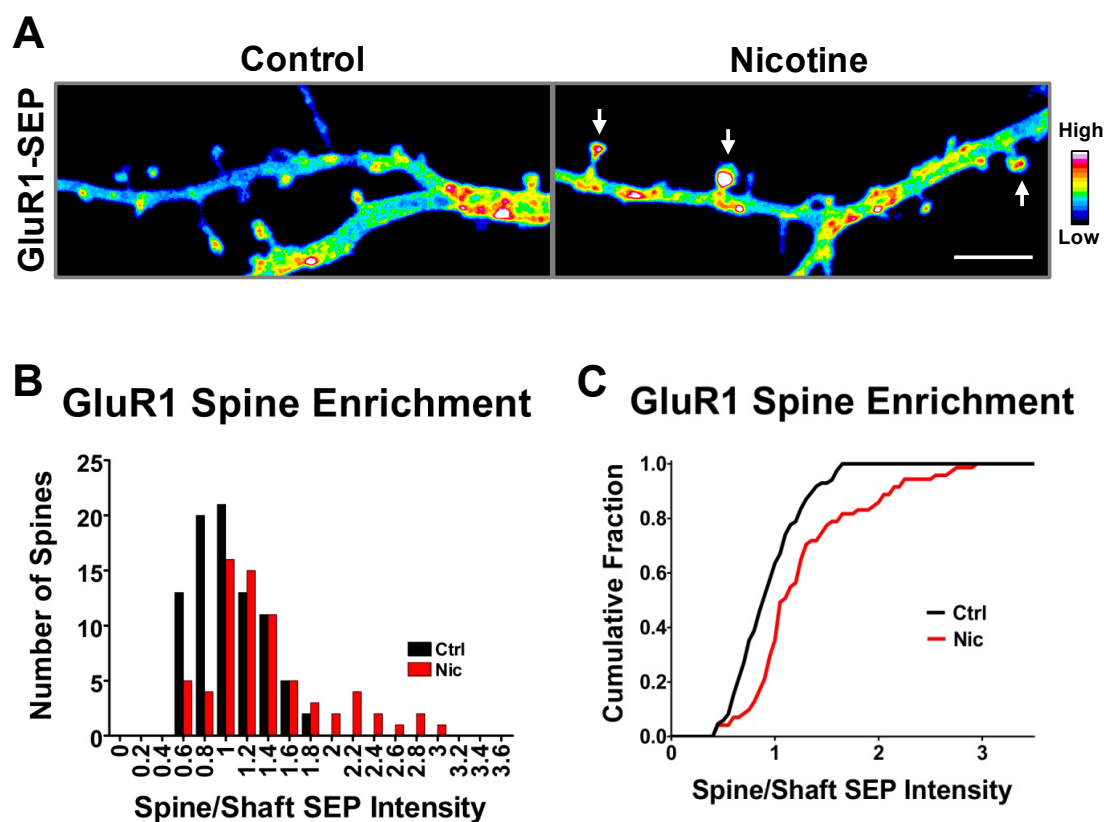 A
Control
Nicotine
GluR1-SEP
High
Low
B
GluR1 Spine Enrichment
Number of Spines
25
20
15
10
5
0
Ctrl
Nic
0 0.2 0.4 0.6 0.8 1 1.2 1.4 1.6 1.8 2 2.2 2.4 2.6 2.8 3 3.2 3.4 3.6
Spine/Shaft SEP Intensity
C
GluR1 Spine Enrichment
Cumulative Fraction
1.0
0.8
0.6
0.4
0.2
0.0
Ctrl
Nic
0 1 2 3
Spine/Shaft SEP Intensity